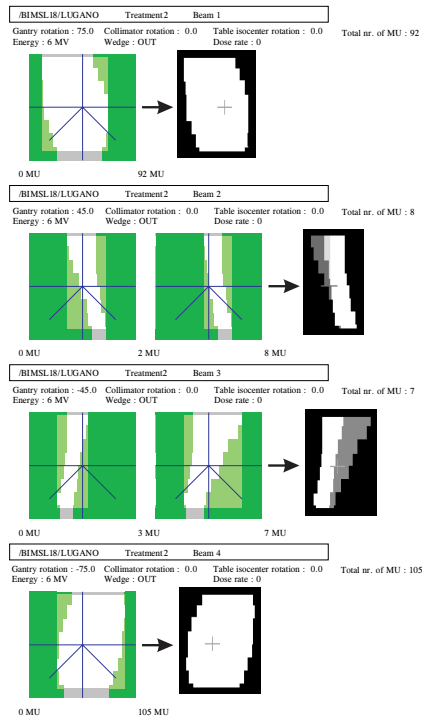 /BIMSL18/LUGANO Treatment2 Beam 1
Gantry rotation : 75.0 Collimator rotation : 0.0 Table isocenter rotation : 0.0 Total nr. of MU : 92
Energy : 6 MV Wedge : OUT Dose rate : 0
0 MU 92 MU
/BIMSL18/LUGANO Treatment2 Beam 2
Gantry rotation : 45.0 Collimator rotation : 0.0 Table isocenter rotation : 0.0 Total nr. of MU : 8
Energy : 6 MV Wedge : OUT Dose rate : 0
0 MU 2 MU 8 MU
/BIMSL18/LUGANO Treatment2 Beam 3
Gantry rotation : -45.0 Collimator rotation : 0.0 Table isocenter rotation : 0.0 Total nr. of MU : 7
Energy : 6 MV Wedge : OUT Dose rate : 0
0 MU 3 MU 7 MU
/BIMSL18/LUGANO Treatment2 Beam 4
Gantry rotation : -75.0 Collimator rotation : 0.0 Table isocenter rotation : 0.0 Total nr. of MU : 105
Energy : 6 MV Wedge : OUT Dose rate : 0
0 MU 105 MU